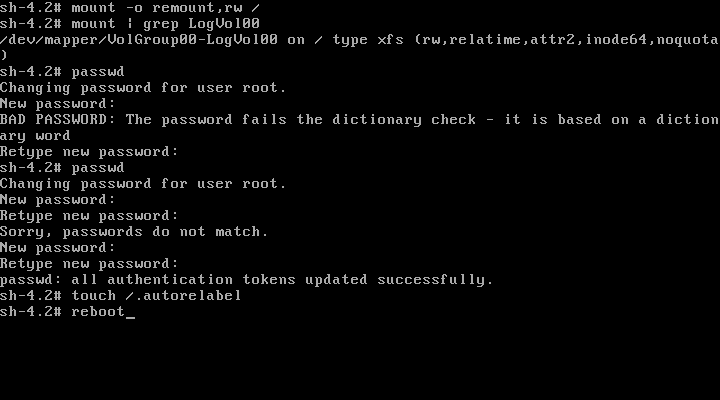 sh-4.2# mount -o remount,rw /
sh-4.2# mount | grep LogVol00
/dev/mapper/VolGroup00-LogVol00 on / type xfs (rw,relatime,attr2,inode64,noquota
)
sh-4.2# passwd
Changing password for user root.
New password:
BAD PASSWORD: The password fails the dictionary check - it is based on a diction
ary word
Retype new password:
sh-4.2# passwd
Changing password for user root.
New password:
Retype new password:
Sorry, passwords do not match.
New password:
Retype new password:
passwd: all authentication tokens updated successfully.
sh-4.2# touch /.autorelabel
sh-4.2# reboot_